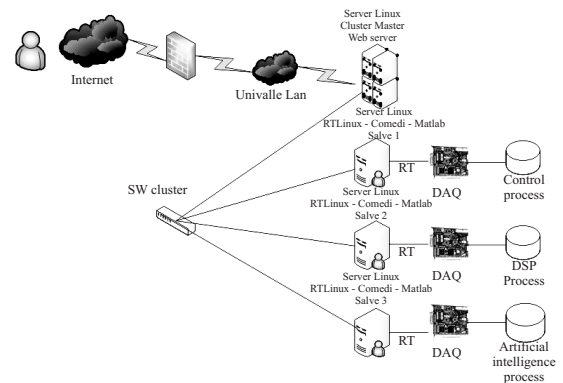 Server Linux
Cluster Master
Web server
Internet
Univalle Lan
Server Linux
RTLinux - Comedi - Matlab
Salve 1
RT
DAQ
Control
process
SW cluster
Server Linux
RTLinux - Comedi - Matlab
Salve 2
RT
DAQ
DSP
Process
Server Linux
RTLinux - Comedi - Matlab
Salve 3
RT
DAQ
Artificial
intelligence
process